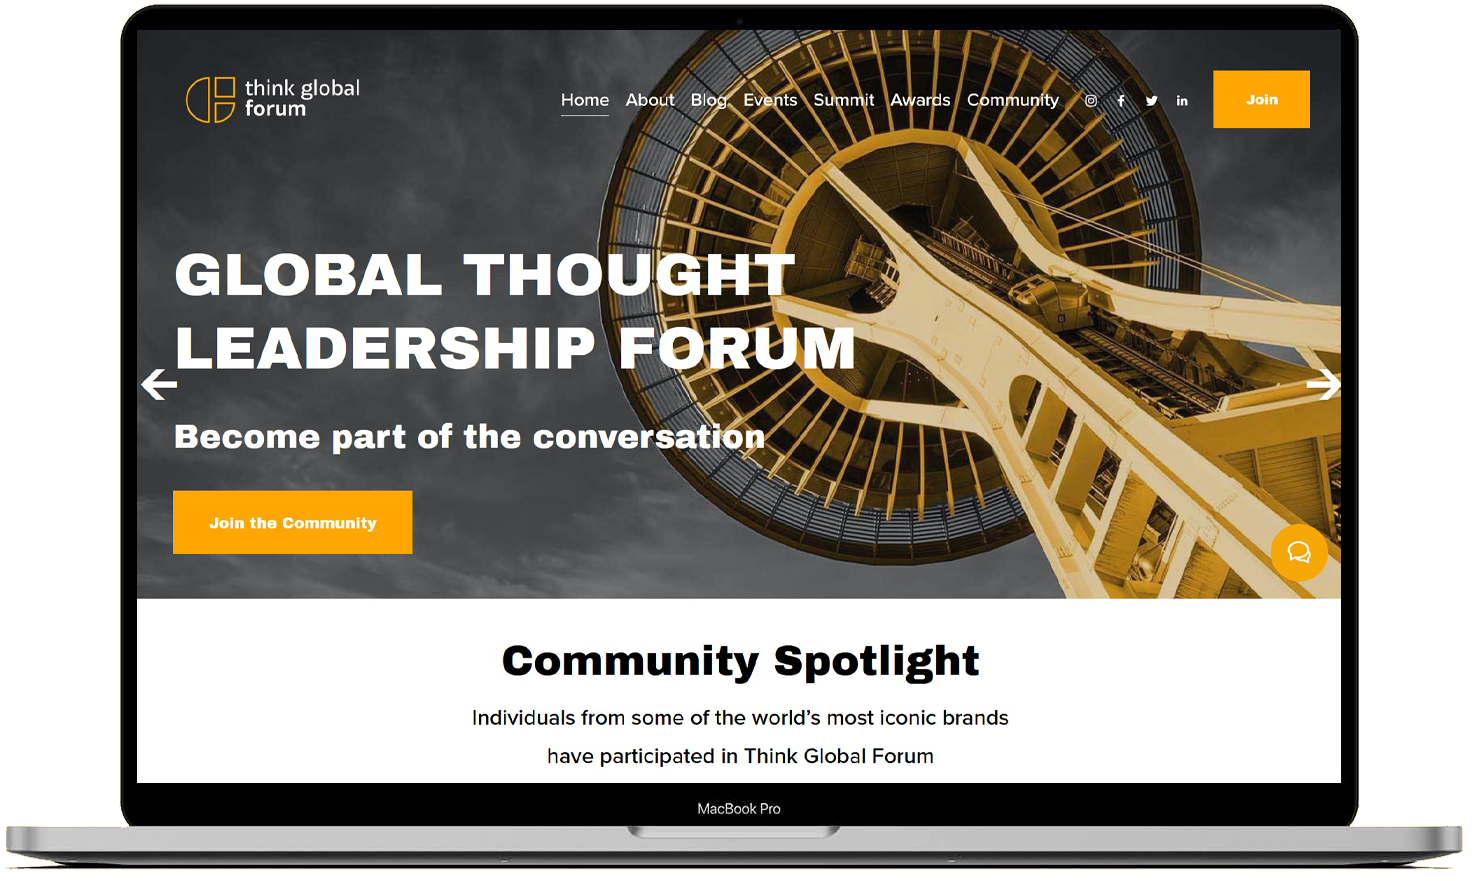 think global
forum
Home About Blog Events Summit Awards Community
Join
GLOBAL THOUGHT
LEADERSHIP FORUM
Become part of the conversation
Join the Community
Community Spotlight
Individuals from some of the world’s most iconic brands
have participated in Think Global Forum
MacBook Pro